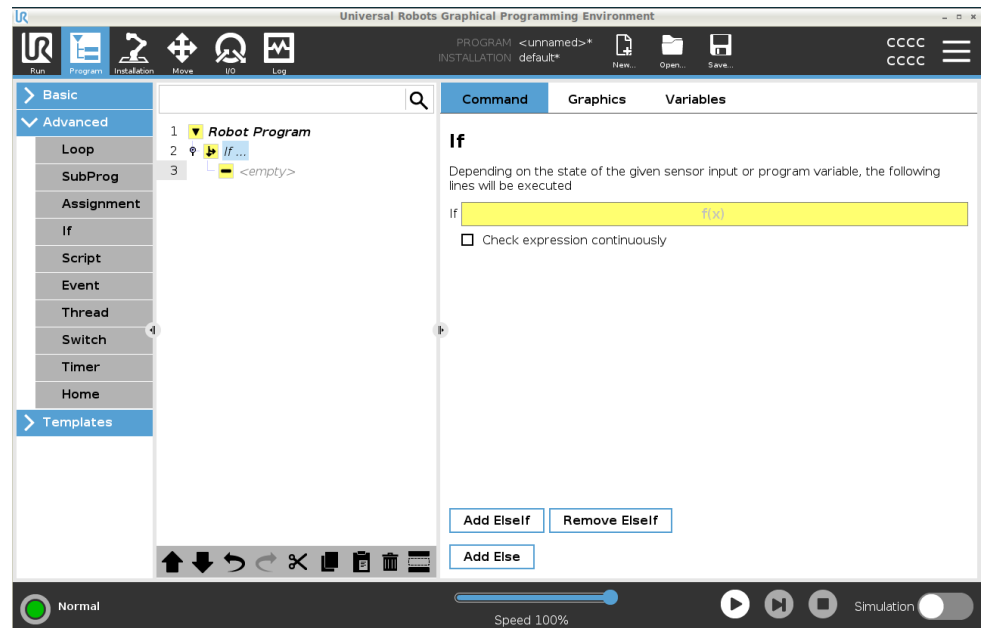 Universal Robots Graphical Programming Environment
UR
Run
Program
Installation
Move
I/O
Log
PROGRAM <unnamed>*
INSTALLATION default*
New...
Open...
Save...
CCCC
CCCC
Basic
Advanced
Loop
SubProg
Assignment
If
Script
Event
Thread
Switch
Timer
Home
Templates
1 Robot Program
2 If ...
3 <empty>
Command Graphics Variables
If
Depending on the state of the given sensor input or program variable, the following
lines will be executed
If f(x)
Check expression continuously
Add ElseIf Remove ElseIf
Add Else
Normal
Speed 100%
Simulation